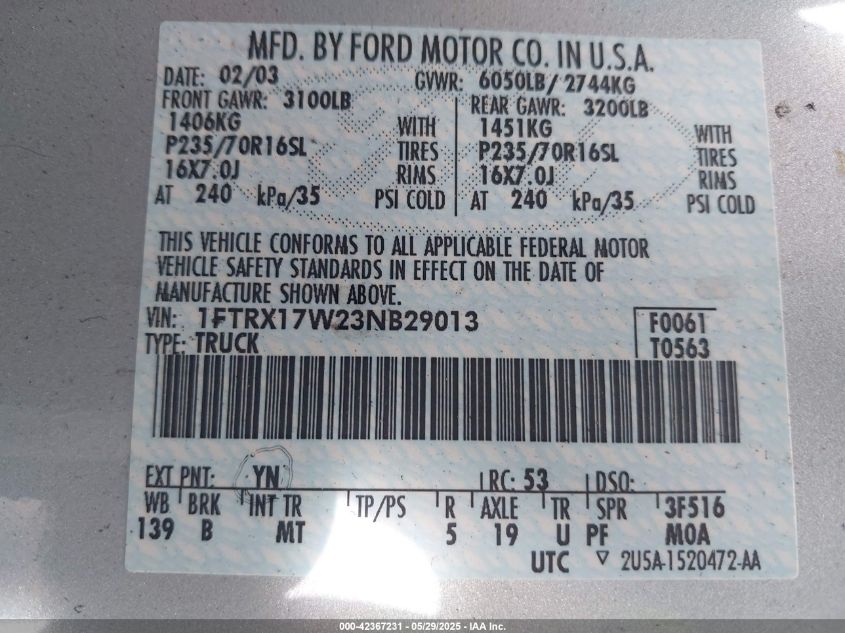 MFD. BY FORD MOTOR CO. IN U.S.A.
DATE: 02/03 GVWR: 6050LB/ 2744KG
FRONT GAWR: 3100LB REAR GAWR: 3200LB
1406KG WITH 1451KG WITH
P235/70R16SL TIRES P235/70R16SL TIRES
16X7.0J RIMS 16X7.0J RIMS
AT 240 kPa/35 PSI COLD AT 240 kPa/35 PSI COLD
THIS VEHICLE CONFORMS TO ALL APPLICABLE FEDERAL MOTOR
VEHICLE SAFETY STANDARDS IN EFFECT ON THE DATE OF
MANUFACTURE SHOWN ABOVE.
VIN: 1FTRX17W23NB29013 F0061
TYPE: TRUCK T0563
EXT PNT: YN RC: 53 DSO:
WB BRK INT TR TP/PS R AXLE TR SPR 3F516
139 B MT 5 19 U PF M0A
UTC ▽ 2U5A-1520472-AA
000-42367231 - 05/29/2025 - IAA Inc.